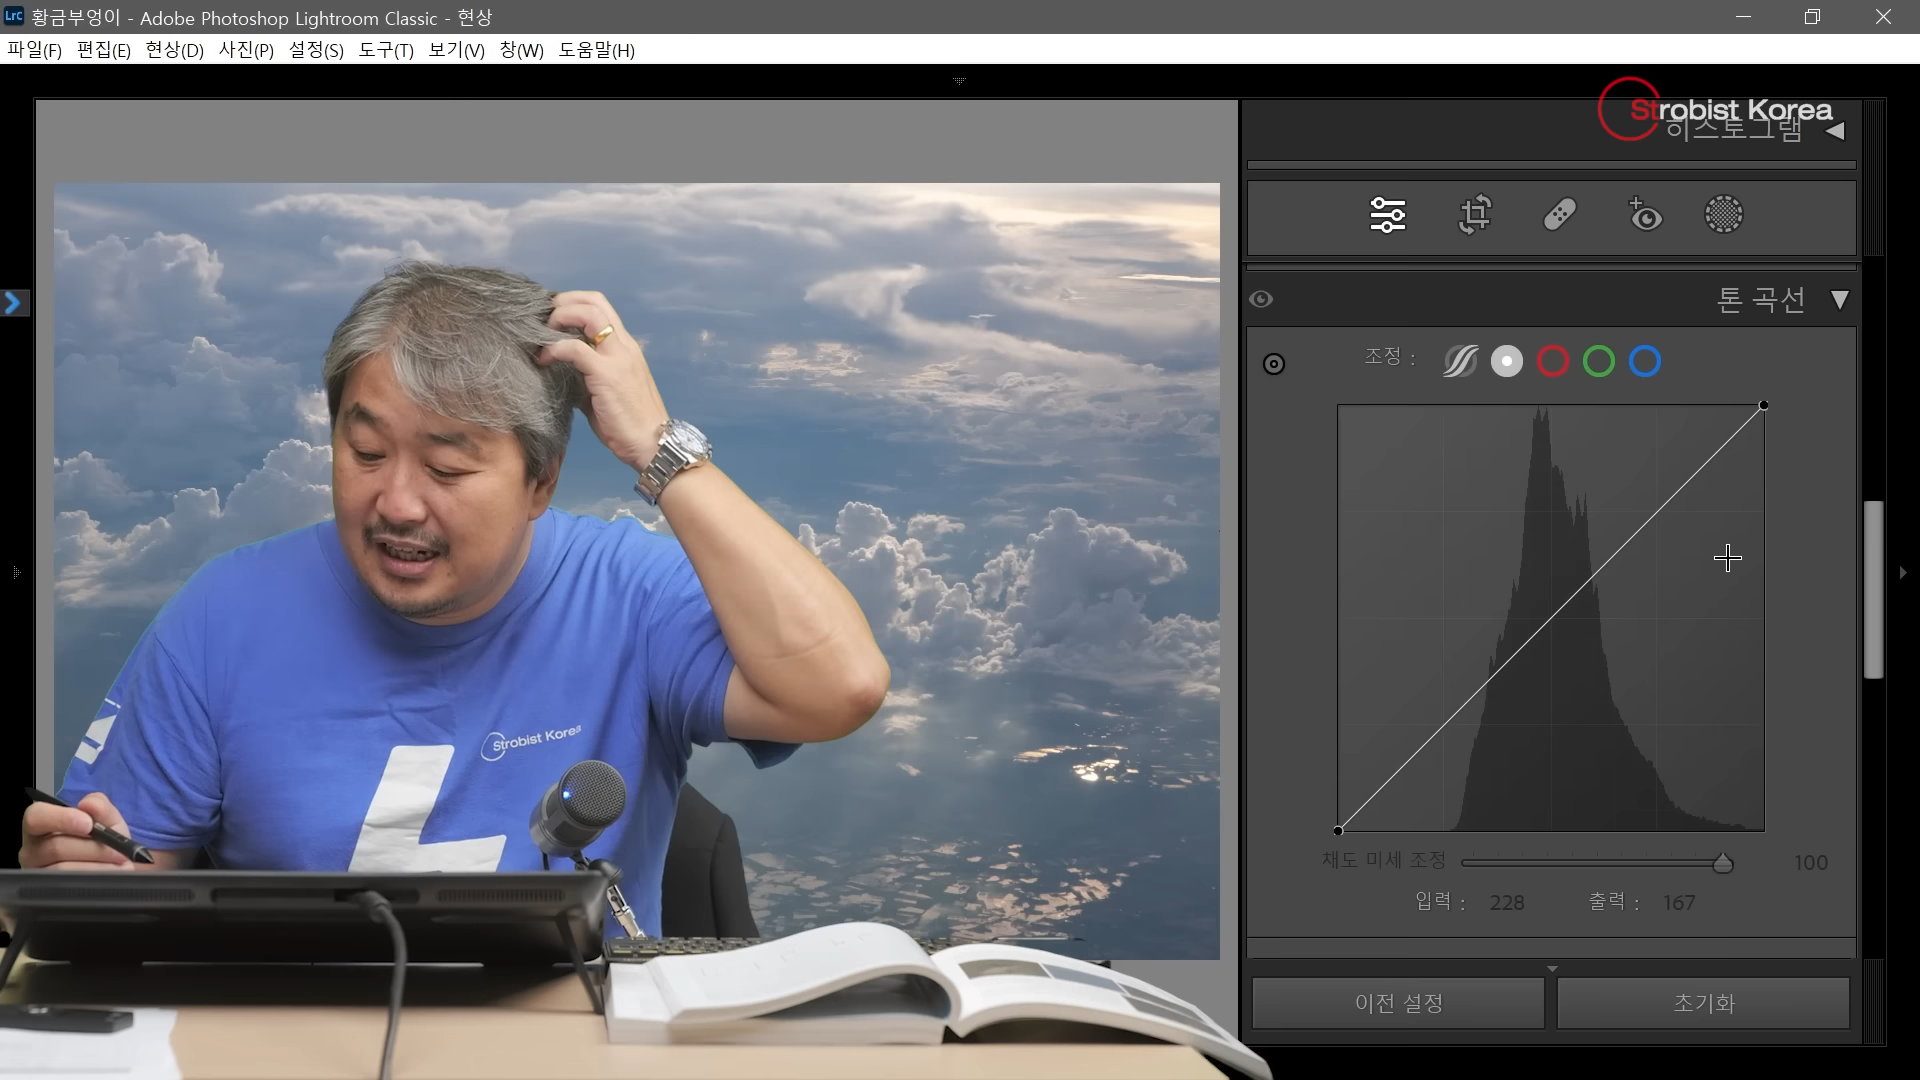 LrC 황금부엉이 - Adobe Photoshop Lightroom Classic - 현상
파일(F) 편집(E) 현상(D) 사진(P) 설정(S) 도구(T) 보기(V) 창(W) 도움말(H)
Strobist Korea
히스토그램
톤 곡선
조정 :
채도 미세 조정 100
입력 : 228 출력 : 167
이전 설정 초기화
Strobist Korea